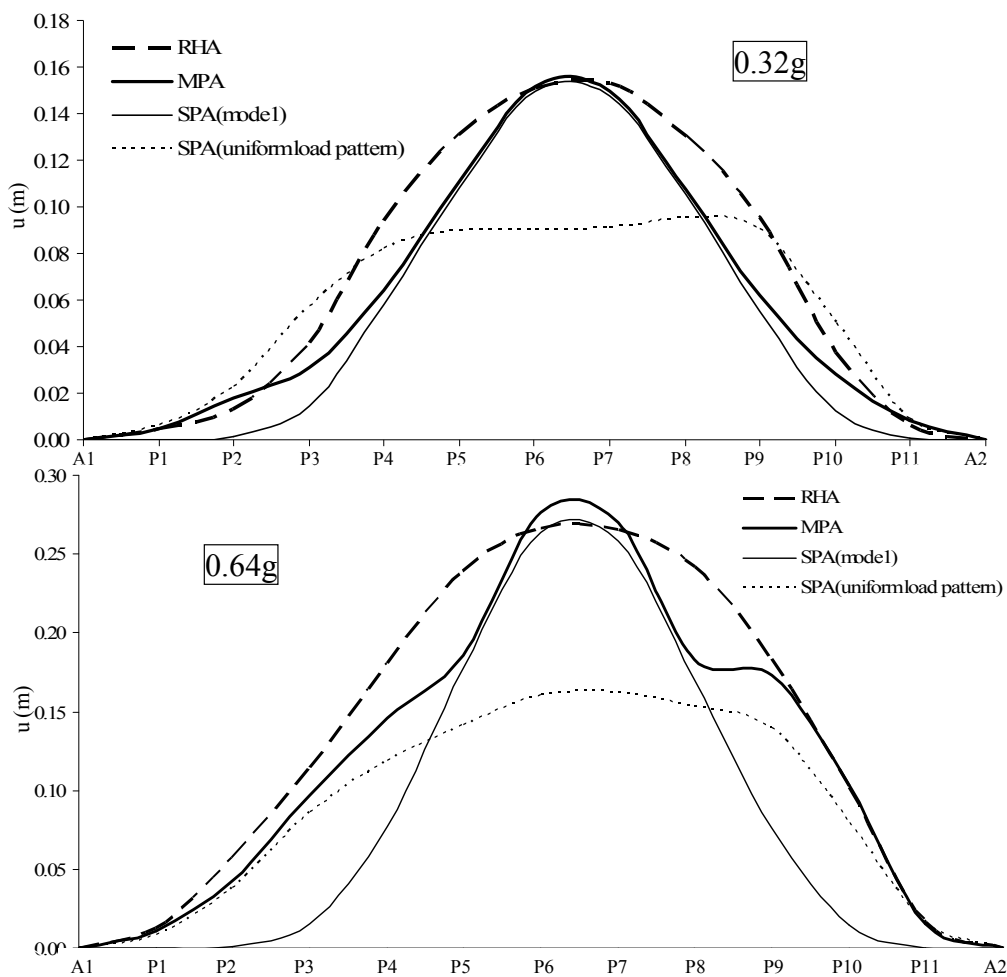 0.18
0.16
0.14
0.12
0.10
0.08
0.06
0.04
0.02
0.00
u (m)
RHA
MPA
SPA(mode1)
SPA(uniform load pattern)
0.32g
A1 P1 P2 P3 P4 P5 P6 P7 P8 P9 P10 P11 A2
0.30
0.25
0.20
0.15
0.10
0.05
0.00
u (m)
0.64g
RHA
MPA
SPA(mode1)
SPA(uniform load pattern)
A1 P1 P2 P3 P4 P5 P6 P7 P8 P9 P10 P11 A2